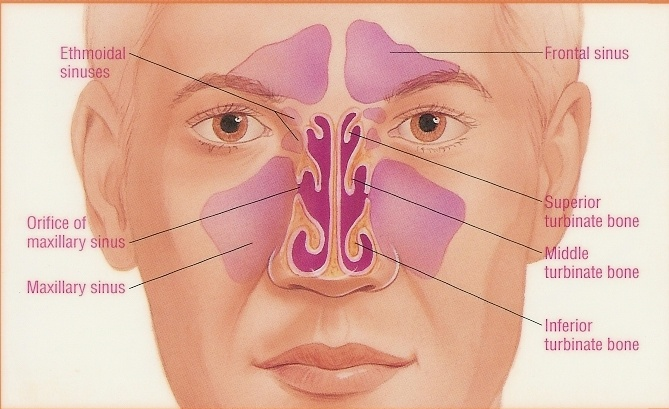 Ethmoidal
sinuses
Frontal sinus
Orifice of
maxillary sinus
Superior
turbinate bone
Middle
turbinate bone
Maxillary sinus
Inferior
turbinate bone